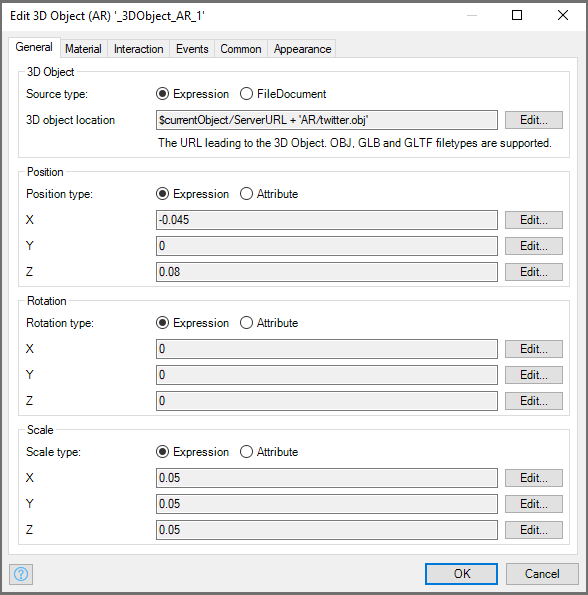 Edit 3D Object (AR) '_3DObject_AR_1'
General Material Interaction Events Common Appearance
3D Object
Source type: Expression FileDocument
3D object location $currentObject/ServerURL + 'AR/twitter.obj' Edit...
The URL leading to the 3D Object. OBJ, GLB and GLTF filetypes are supported.
Position
Position type: Expression Attribute
X -0.045 Edit...
Y 0 Edit...
Z 0.08 Edit...
Rotation
Rotation type: Expression Attribute
X 0 Edit...
Y 0 Edit...
Z 0 Edit...
Scale
Scale type: Expression Attribute
X 0.05 Edit...
Y 0.05 Edit...
Z 0.05 Edit...
? OK Cancel